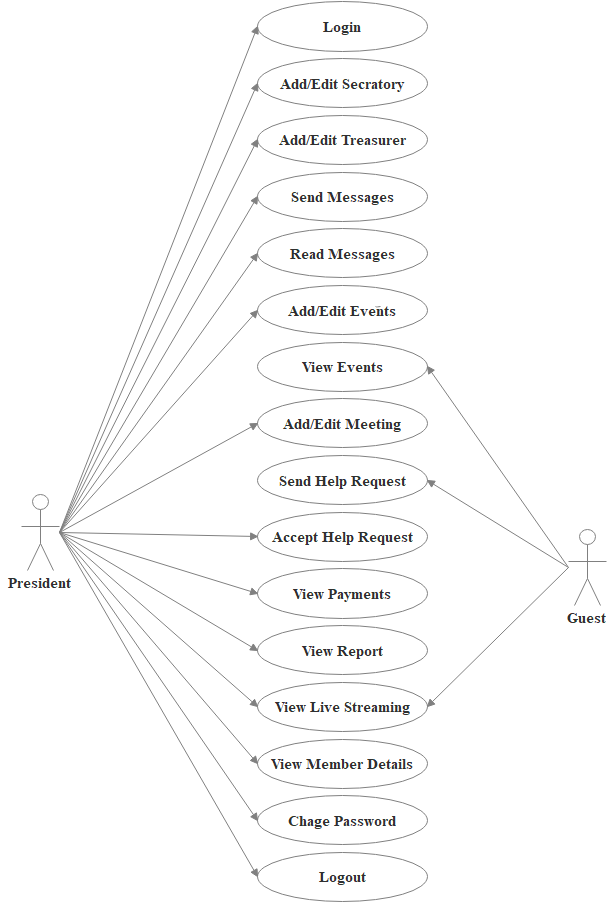 Login
Add/Edit Secratory
Add/Edit Treasurer
Send Messages
Read Messages
Add/Edit Events
View Events
Add/Edit Meeting
Send Help Request
Accept Help Request
President
View Payments
Guest
View Report
View Live Streaming
View Member Details
Chage Password
Logout